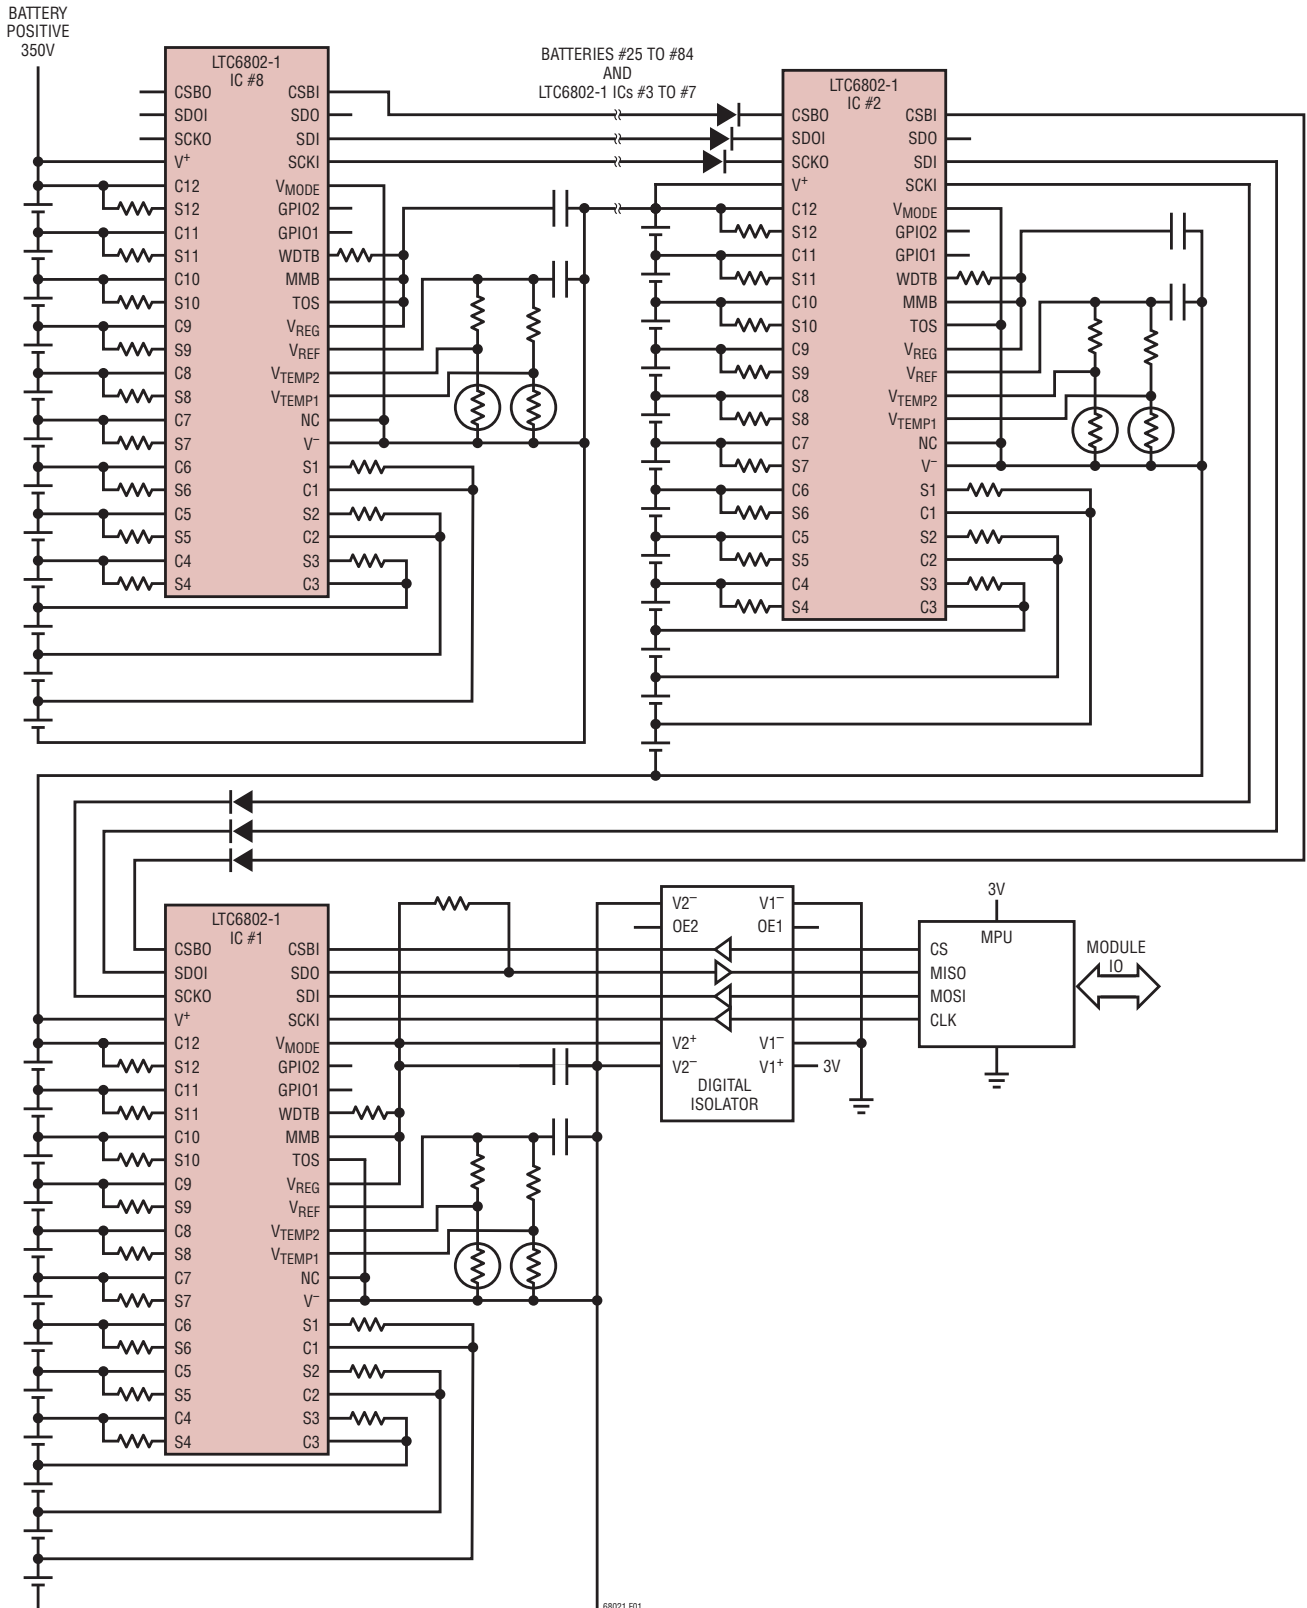 BATTERY
POSITIVE
350V
LTC6802-1
IC #8
CSBO
SDOI
SCKO
V+
C12
S12
C11
S11
C10
S10
C9
S9
C8
S8
C7
S7
C6
S6
C5
S5
C4
S4
CSBI
SDO
SDI
SCKI
VMODE
GPIO2
GPIO1
WDTB
MMB
TOS
VREG
VREF
VTEMP2
VTEMP1
NC
V−
S1
C1
S2
C2
S3
C3
BATTERIES #25 TO #84
AND
LTC6802-1 ICs #3 TO #7
LTC6802-1
IC #2
CSBO
SDOI
SCKO
V+
C12
S12
C11
S11
C10
S10
C9
S9
C8
S8
C7
S7
C6
S6
C5
S5
C4
S4
CSBI
SDO
SDI
SCKI
VMODE
GPIO2
GPIO1
WDTB
MMB
TOS
VREG
VREF
VTEMP2
VTEMP1
NC
V−
S1
C1
S2
C2
S3
C3
LTC6802-1
IC #1
CSBO
SDOI
SCKO
V+
C12
S12
C11
S11
C10
S10
C9
S9
C8
S8
C7
S7
C6
S6
C5
S5
C4
S4
CSBI
SDO
SDI
SCKI
VMODE
GPIO2
GPIO1
WDTB
MMB
TOS
VREG
VREF
VTEMP2
VTEMP1
NC
V−
S1
C1
S2
C2
S3
C3
V2−
OE2
V2+
V2−
V1−
OE1
V1−
V1+
3V
DIGITAL
ISOLATOR
3V
MPU
CS
MISO
MOSI
CLK
MODULE
IO
68021 F01